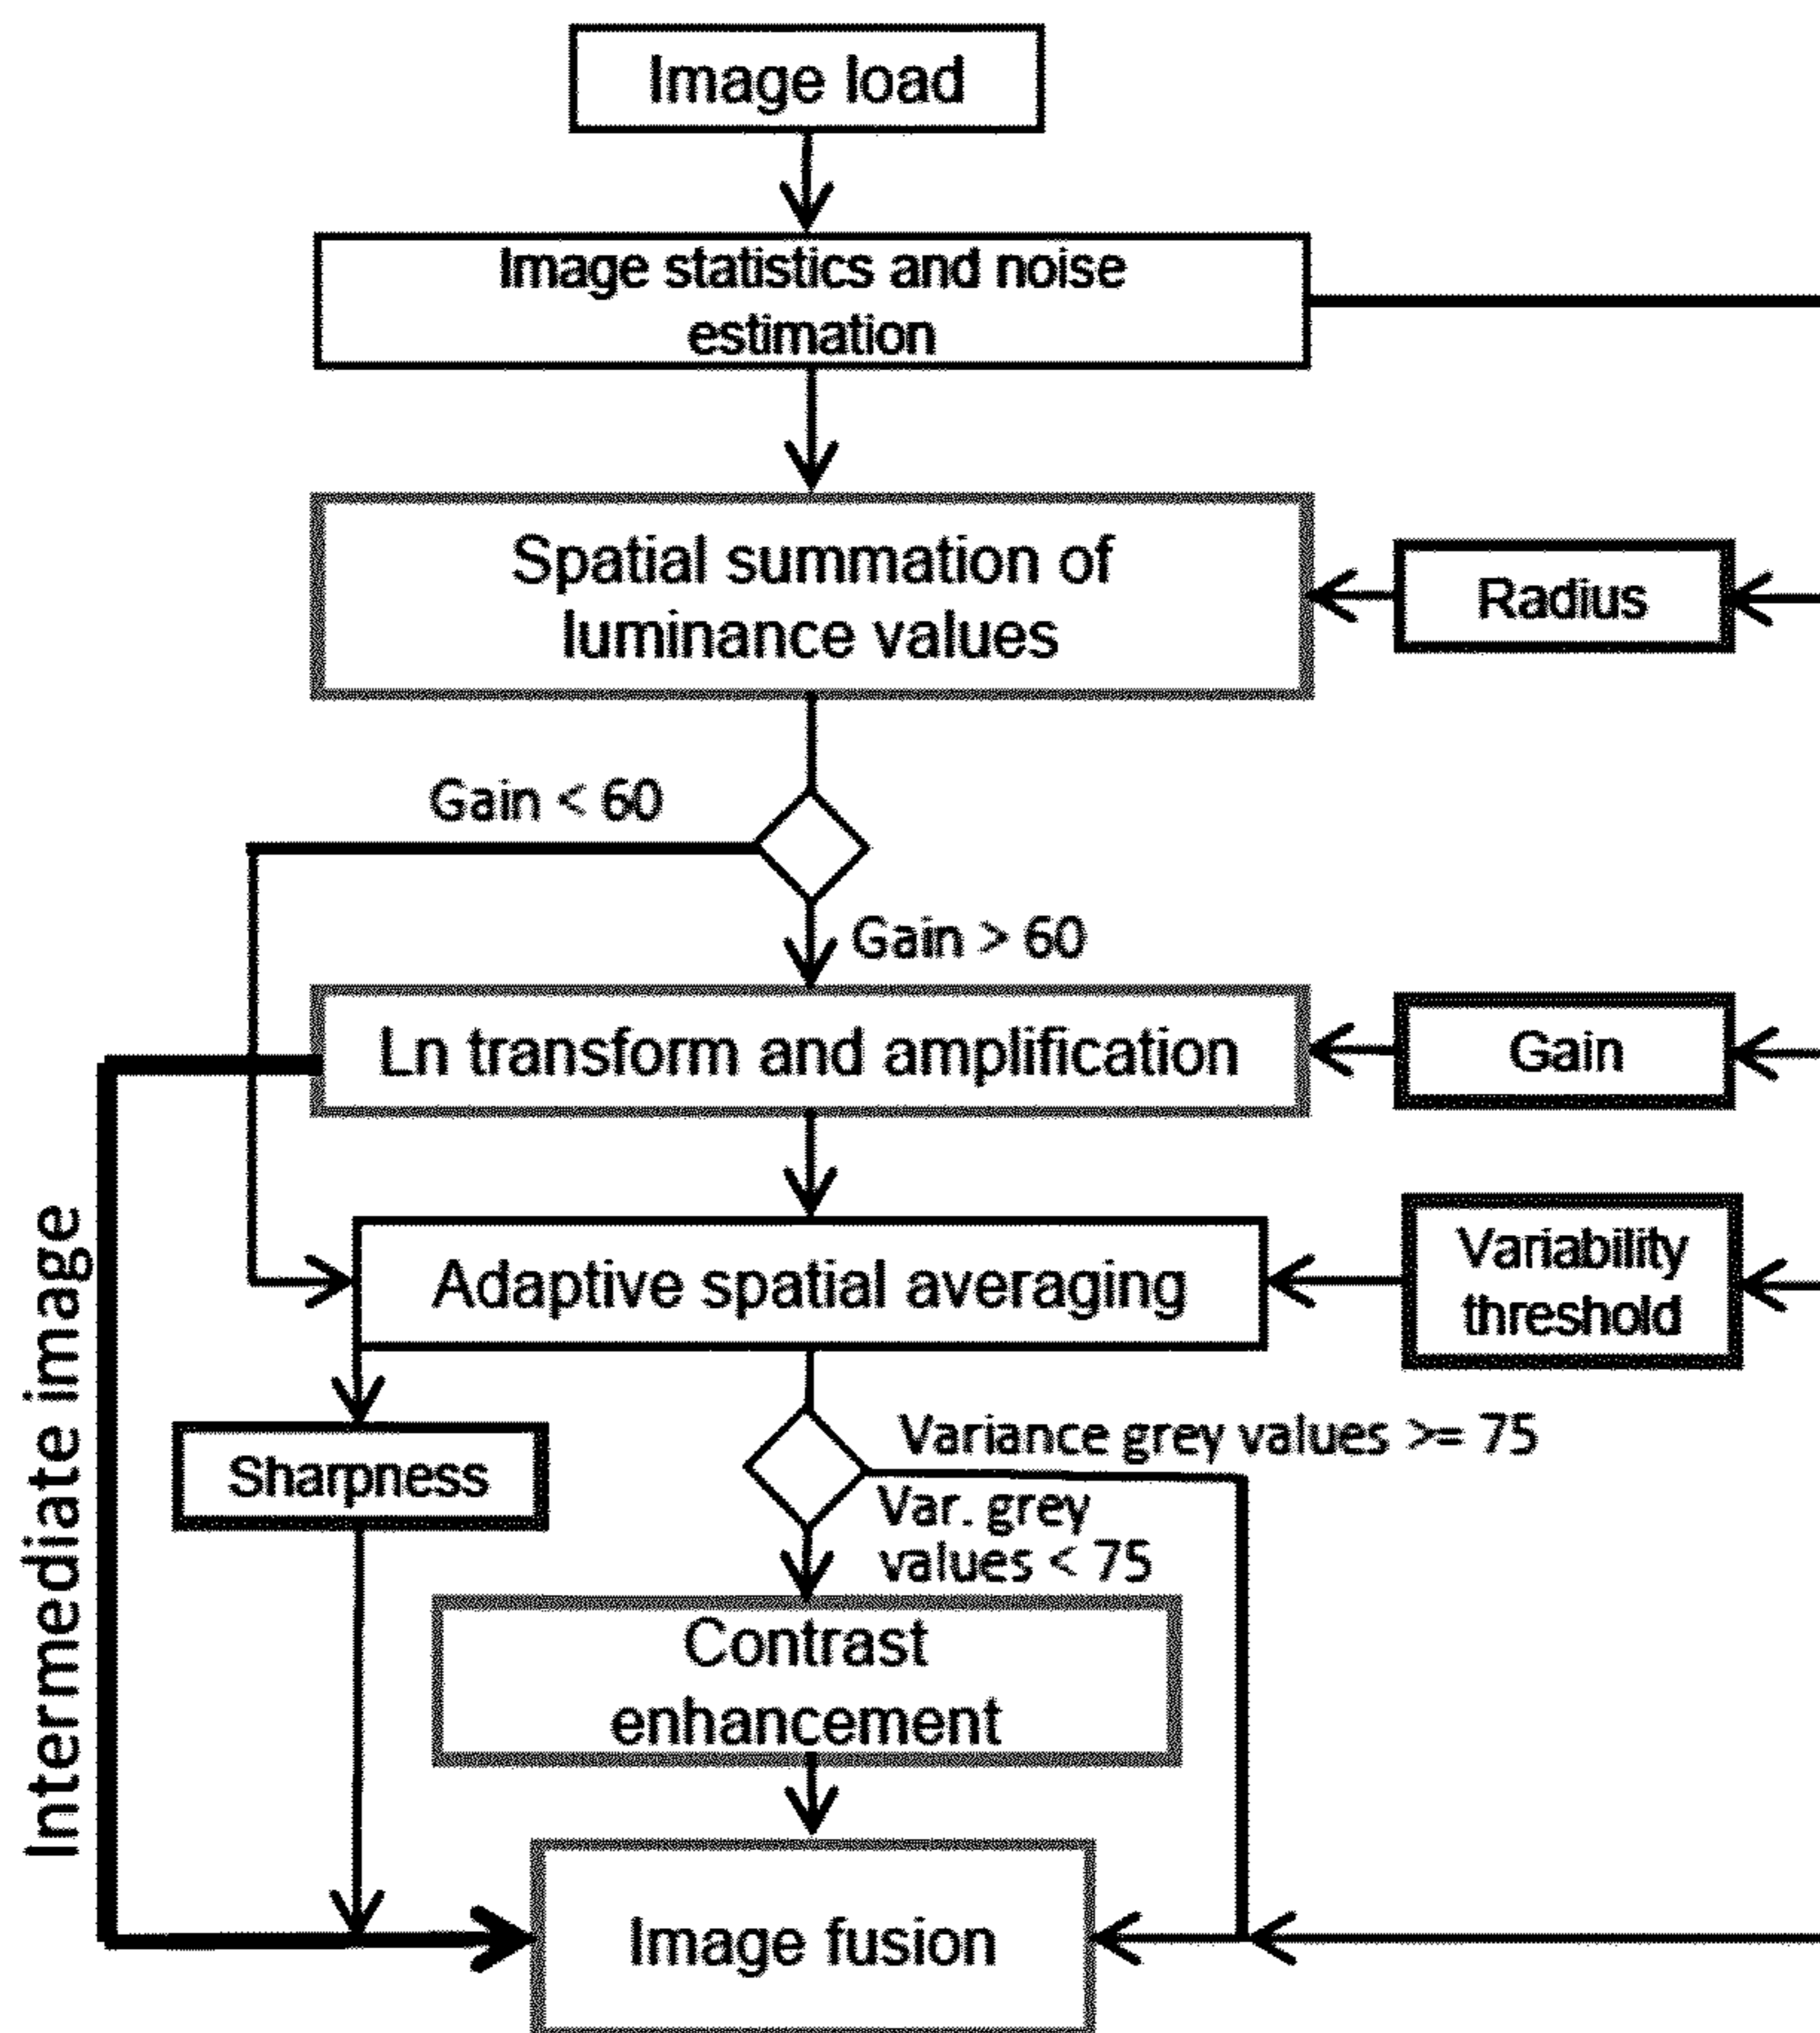 Image load
Image statistics and noise
estimation
Spatial summation of
luminance values
Radius
Gain < 60
Gain > 60
Ln transform and amplification
Gain
Adaptive spatial averaging
Variability
threshold
Intermediate image
Sharpness
Variance grey values >= 75
Var. grey
values < 75
Contrast
enhancement
Image fusion